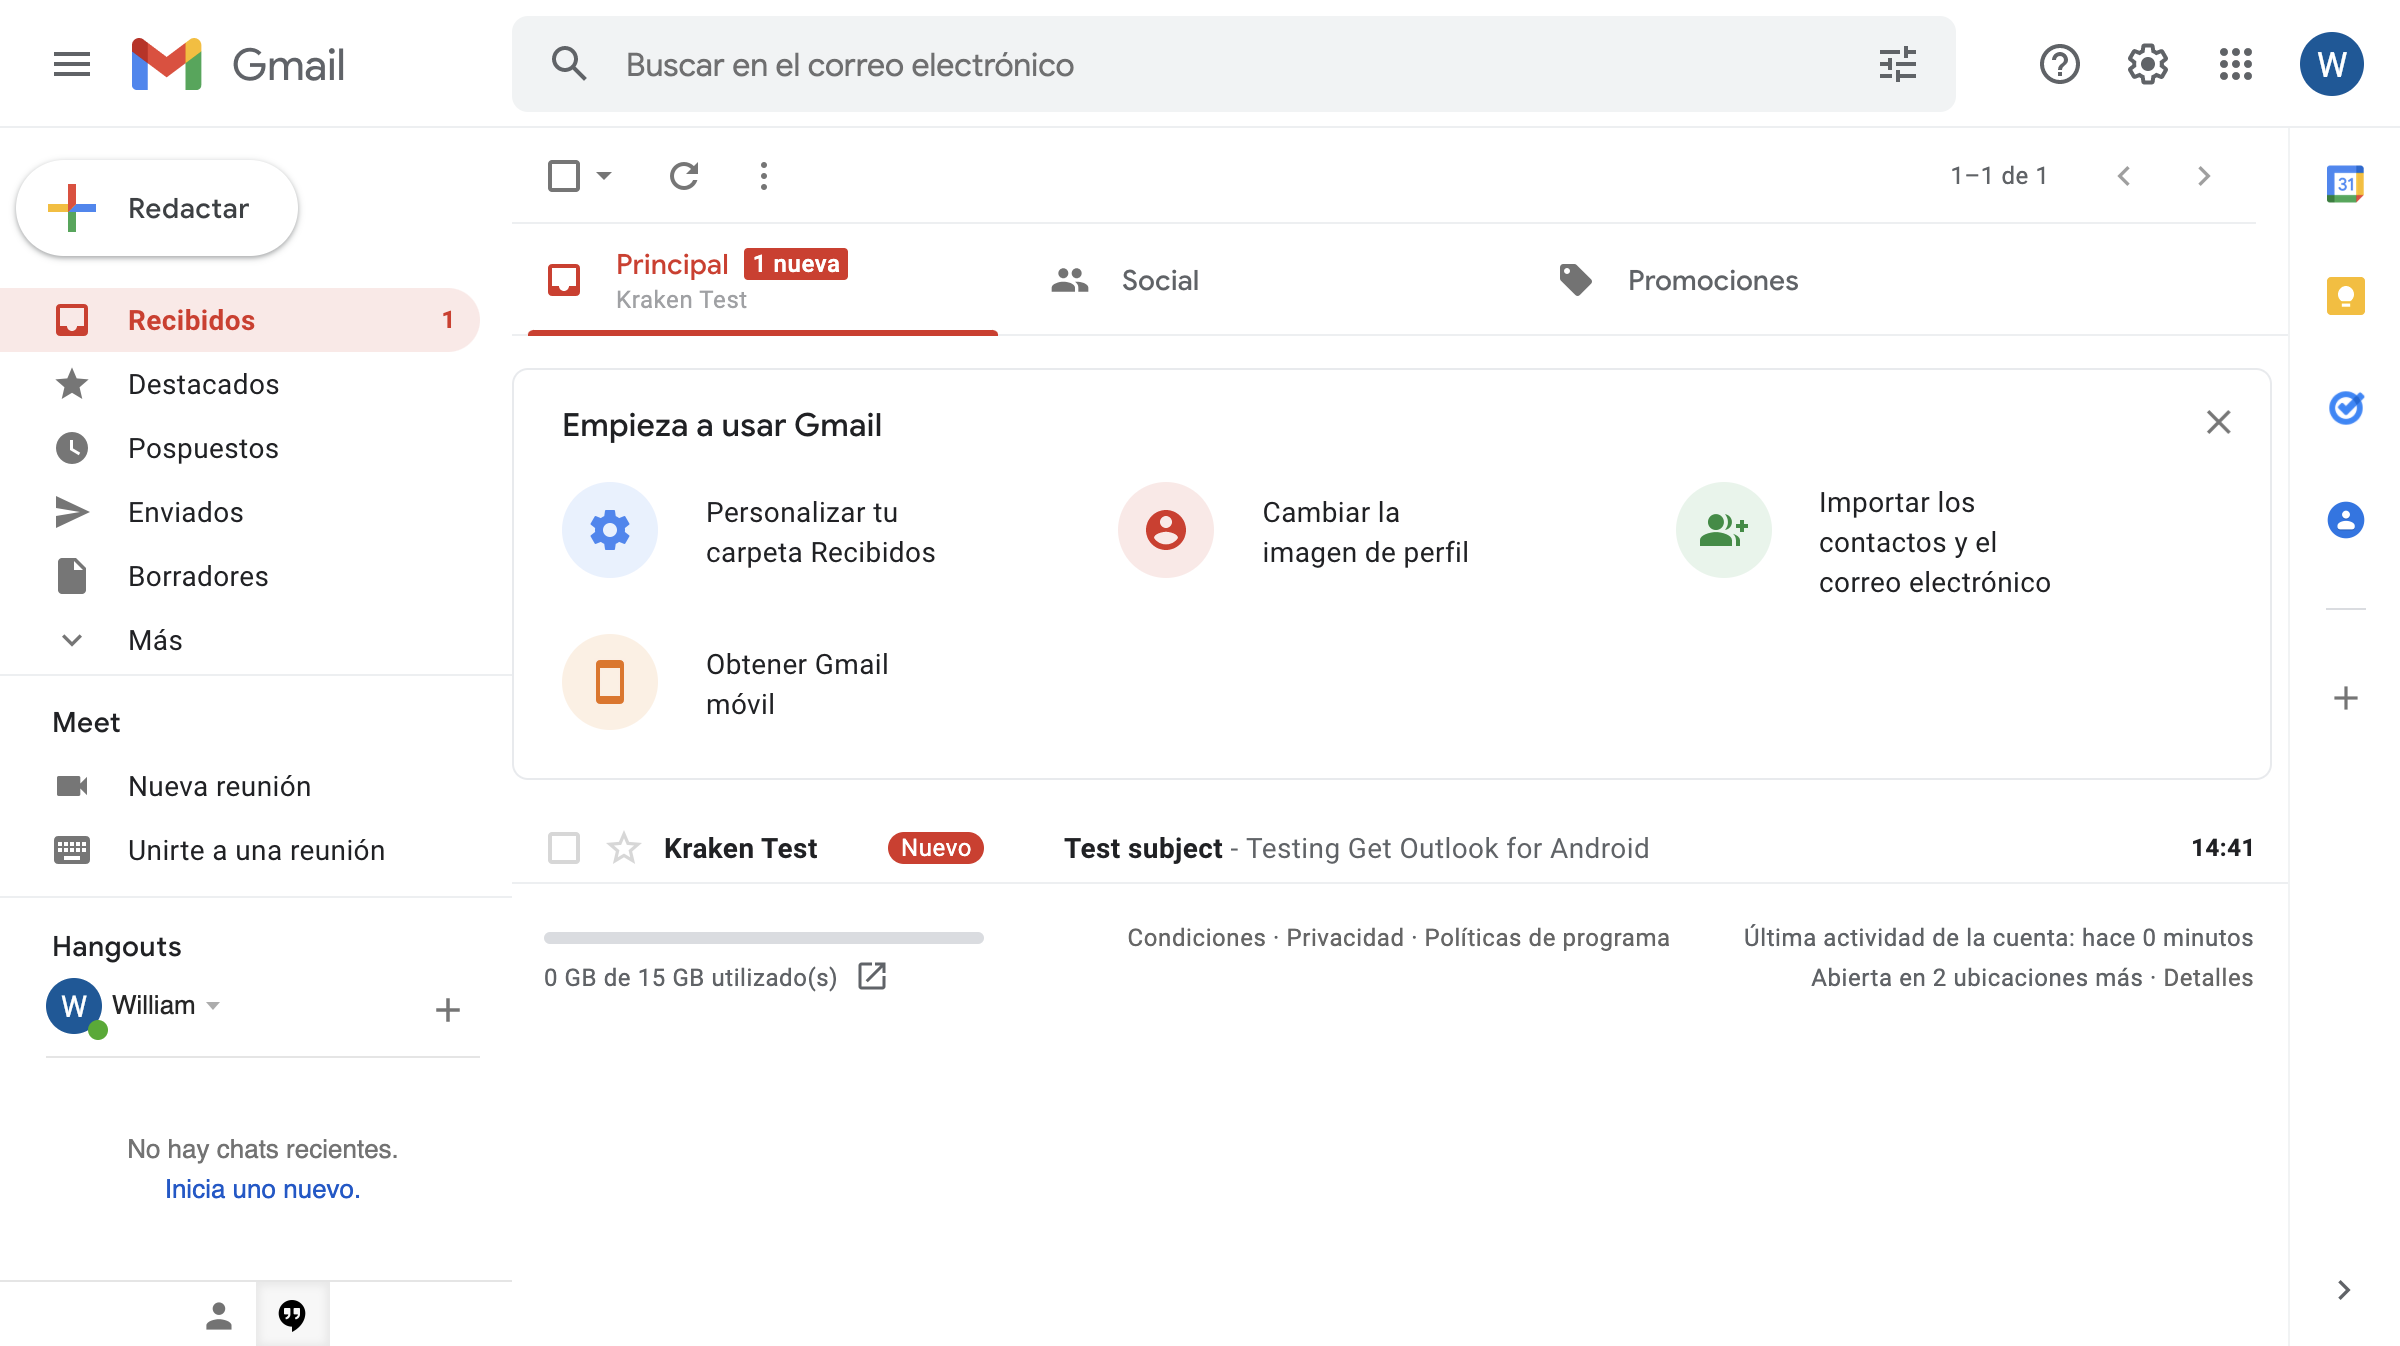 Gmail
Buscar en el correo electrónico
W
Redactar
1–1 de 1
31
Recibidos 1
Destacados
Pospuestos
Enviados
Borradores
Más
Principal 1 nueva
Kraken Test
Social
Promociones
Empieza a usar Gmail
Personalizar tu
carpeta Recibidos
Cambiar la
imagen de perfil
Importar los
contactos y el
correo electrónico
Obtener Gmail
móvil
Meet
Nueva reunión
Unirte a una reunión
Kraken Test Nuevo Test subject - Testing Get Outlook for Android 14:41
0 GB de 15 GB utilizado(s)
Condiciones · Privacidad · Políticas de programa
Última actividad de la cuenta: hace 0 minutos
Abierta en 2 ubicaciones más · Detalles
Hangouts
W William
No hay chats recientes.
Inicia uno nuevo.